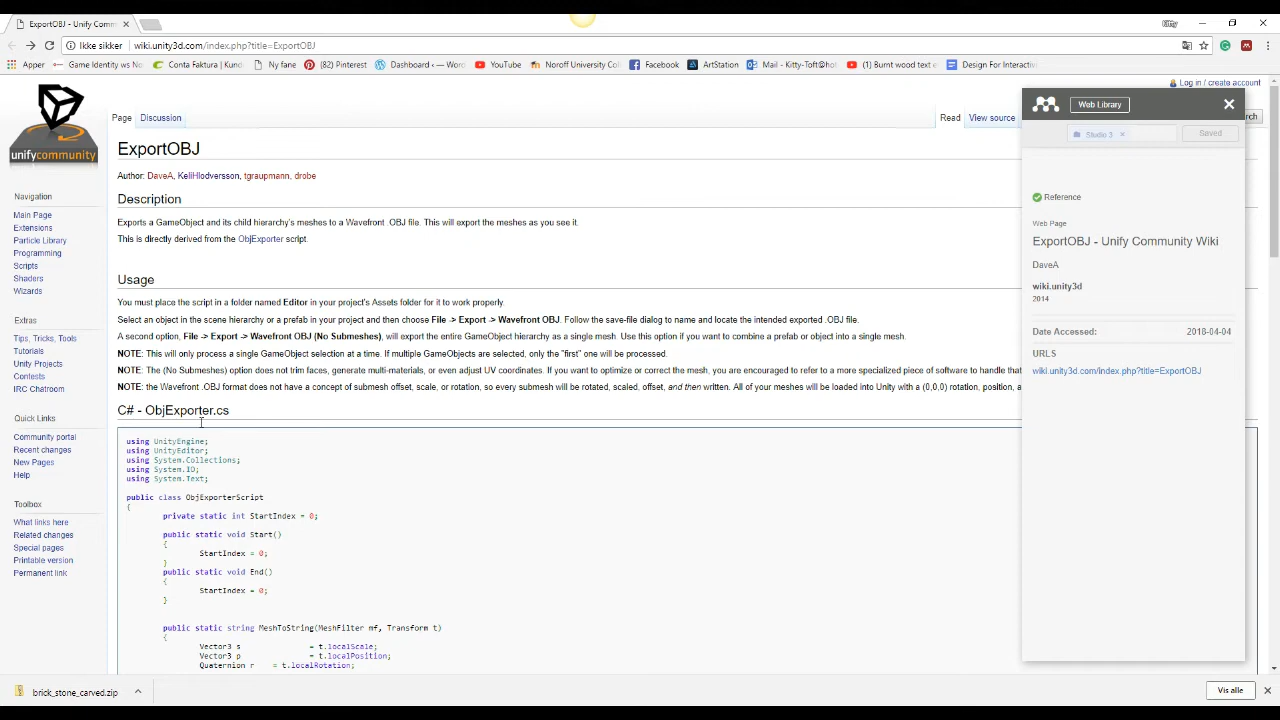 ExportOBJ - Unify Comm
Kitty
Ikke sikker
wiki.unity3d.com/index.php?title=ExportOBJ
Apper
Game Identity ws No
Conta Faktura | Kund
Ny fane
(82) Pinterest
Dashboard ‹ — Word
YouTube
Noroff University Col
Facebook
ArtStation
Mail - Kitty-Toft@hot
(1) Burnt wood text e
Design For Interactiv
Log in / create account
Page
Discussion
Read
View source
rch
unifycommunity
ExportOBJ
Author: DaveA, KeliHlodversson, tgraupmann, drobe
Navigation
Main Page
Extensions
Particle Library
Programming
Scripts
Shaders
Wizards
Extras
Tips, Tricks, Tools
Tutorials
Unity Projects
Contests
IRC Chatroom
Quick Links
Community portal
Recent changes
New Pages
Help
Toolbox
What links here
Related changes
Special pages
Printable version
Permanent link
Description
Exports a GameObject and its child hierarchy's meshes to a Wavefront .OBJ file. This will export the meshes as you see it.
This is directly derived from the ObjExporter script.
Usage
You must place the script in a folder named Editor in your project's Assets folder for it to work properly.
Select an object in the scene hierarchy or a prefab in your project and then choose File -> Export -> Wavefront OBJ. Follow the save-file dialog to name and locate the intended exported .OBJ file.
A second option, File -> Export -> Wavefront OBJ (No Submeshes), will export the entire GameObject hierarchy as a single mesh. Use this option if you want to combine a prefab or object into a single mesh.
NOTE: This will only process a single GameObject selection at a time. If multiple GameObjects are selected, only the "first" one will be processed.
NOTE: The (No Submeshes) option does not trim faces, generate multi-materials, or even adjust UV coordinates. If you want to optimize or correct the mesh, you are encouraged to refer to a more specialized piece of software to handle that
NOTE: the Wavefront .OBJ format does not have a concept of submesh offset, scale, or rotation, so every submesh will be rotated, scaled, offset, and then written. All of your meshes will be loaded into Unity with a (0,0,0) rotation, position, a
C# - ObjExporter.cs
using UnityEngine;
using UnityEditor;
using System.Collections;
using System.IO;
using System.Text;
public class ObjExporterScript
{
private static int StartIndex = 0;
public static void Start()
{
StartIndex = 0;
}
public static void End()
{
StartIndex = 0;
}
public static string MeshToString(MeshFilter mf, Transform t)
{
Vector3 s = t.localScale;
Vector3 p = t.localPosition;
Quaternion r = t.localRotation;
Web Library
Studio 3
Saved
Reference
Web Page
ExportOBJ - Unify Community Wiki
DaveA
wiki.unity3d
2014
Date Accessed:
2018-04-04
URLS
wiki.unity3d.com/index.php?title=ExportOBJ
brick_stone_carved.zip
Vis alle